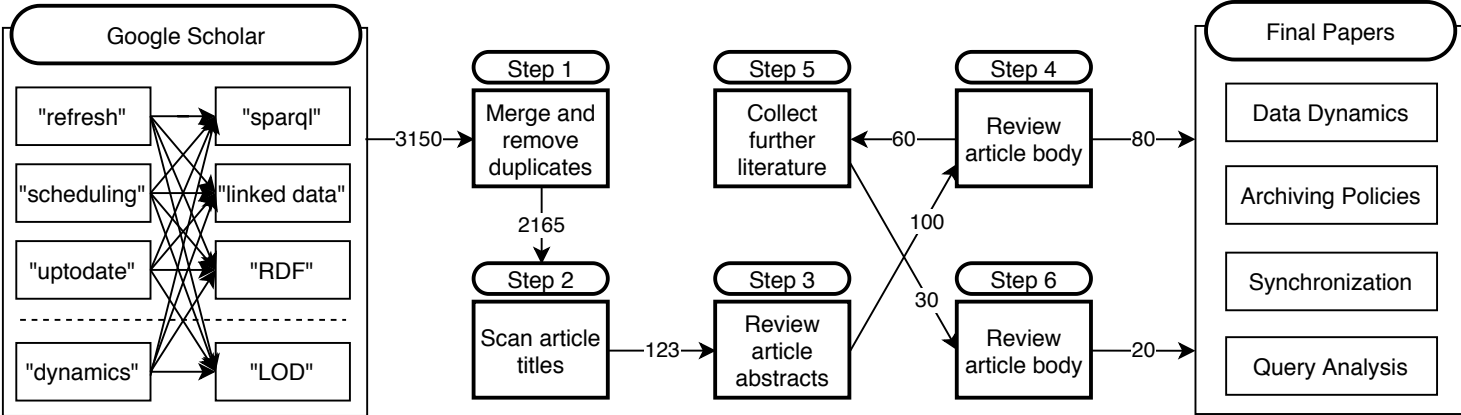 Google Scholar
"refresh"
"sparql"
"scheduling"
"linked data"
"uptodate"
"RDF"
"dynamics"
"LOD"
3150
Step 1
Merge and
remove
duplicates
2165
Step 2
Scan article
titles
123
Step 3
Review
article
abstracts
100
Step 4
Review
article body
60
80
Step 5
Collect
further
literature
30
Step 6
Review
article body
20
Final Papers
Data Dynamics
Archiving Policies
Synchronization
Query Analysis